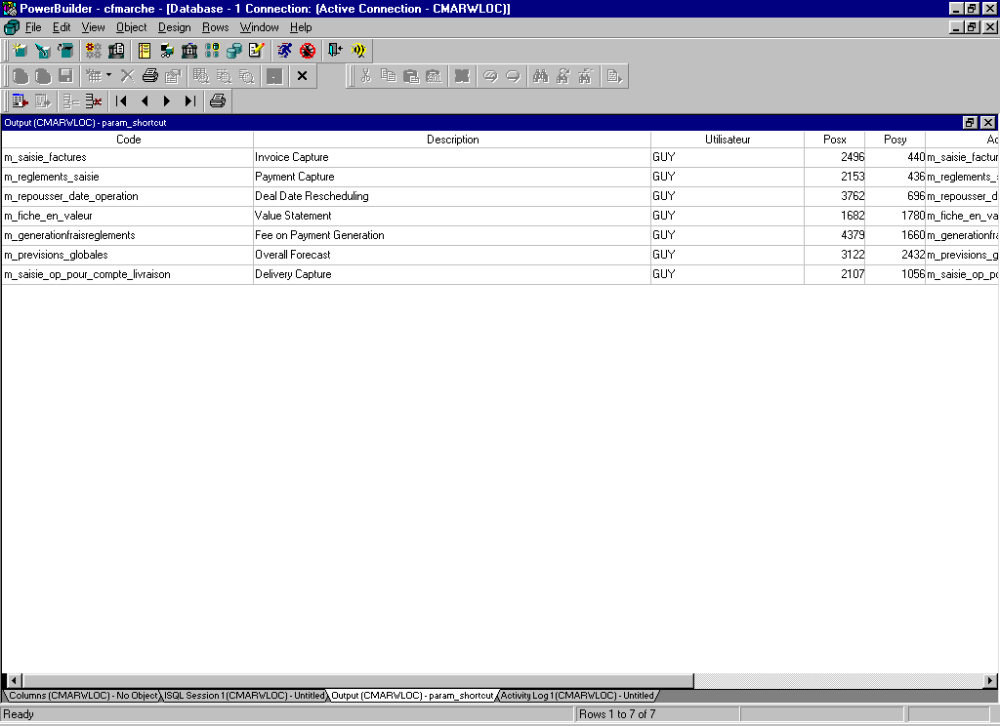 PowerBuilder - cfmarche - [Database - 1 Connection: (Active Connection - CMARWLOC)]
File Edit View Object Design Rows Window Help
Output (CMARWLOC) - param_shortcut
Code Description Utilisateur Posx Posy Ac
m_saisie_factures Invoice Capture GUY 2496 440 m_saisie_factur
m_reglements_saisie Payment Capture GUY 2153 436 m_reglements_s
m_repousser_date_operation Deal Date Rescheduling GUY 3762 696 m_repousser_d
m_fiche_en_valeur Value Statement GUY 1682 1780 m_fiche_en_va
m_generationfraisreglements Fee on Payment Generation GUY 4379 1660 m_generationfra
m_previsions_globales Overall Forecast GUY 3122 2432 m_previsions_g
m_saisie_op_pour_compte_livraison Delivery Capture GUY 2107 1056 m_saisie_op_po
Columns (CMARWLOC) - No Object ISQL Session 1(CMARWLOC) - Untitled Output (CMARWLOC) - param_shortcut Activity Log 1(CMARWLOC) - Untitled
Ready Rows 1 to 7 of 7